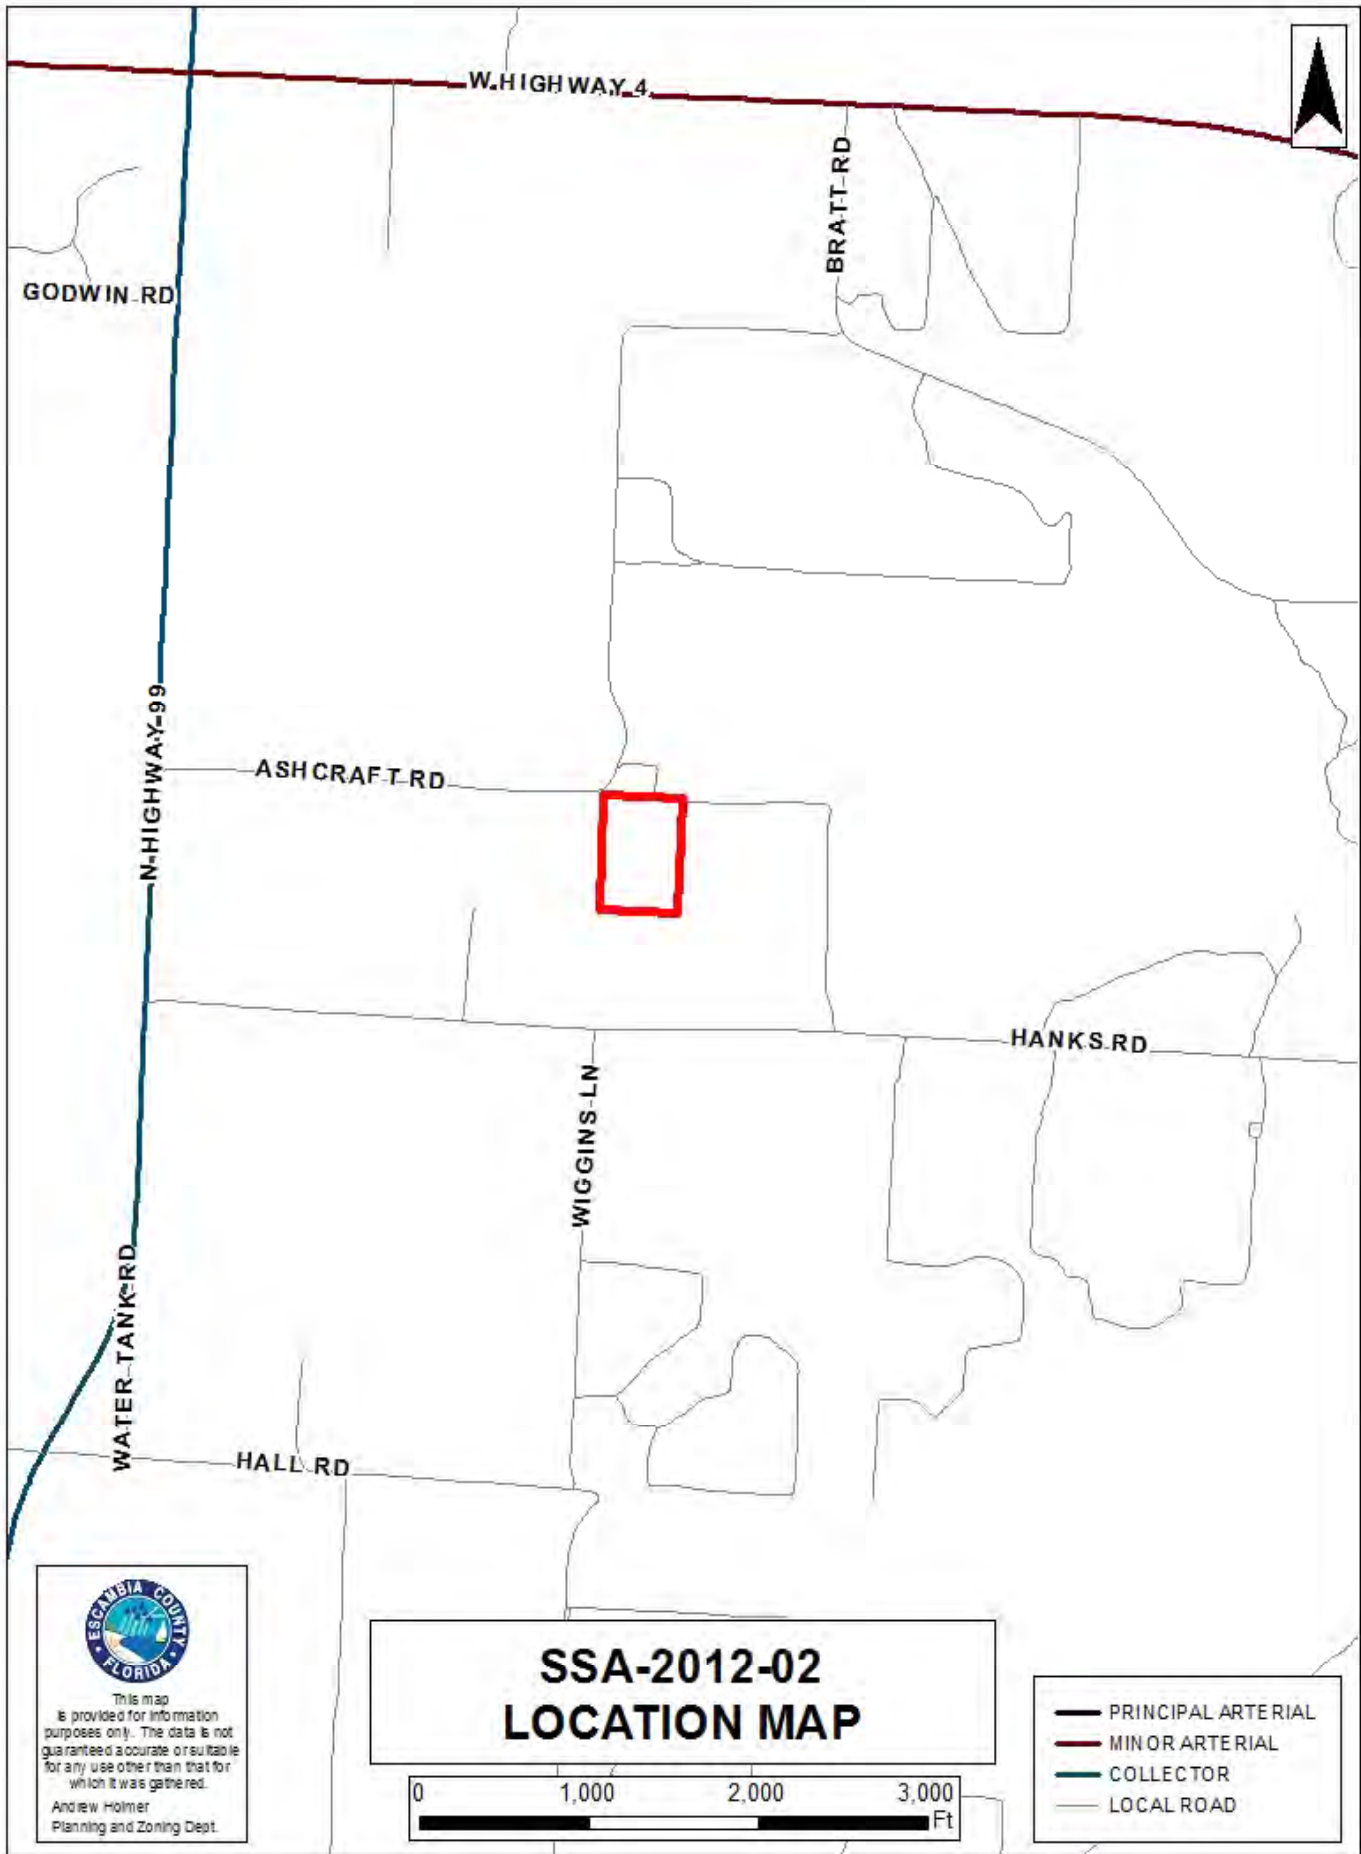 W HIGHWAY 4
BRATT RD
GODWIN RD
N HIGHWAY 99
ASHCRAFT RD
HANKS RD
WIGGINS LN
WATER TANK RD
HALL RD
ESCAMBIA COUNTY
FLORIDA
This map
is provided for information
purposes only. The data is not
guaranteed accurate or suitable
for any use other than that for
which it was gathered.
Andrew Holmer
Planning and Zoning Dept.
SSA-2012-02
LOCATION MAP
0 1,000 2,000 3,000
Ft
PRINCIPAL ARTERIAL
MINOR ARTERIAL
COLLECTOR
LOCAL ROAD